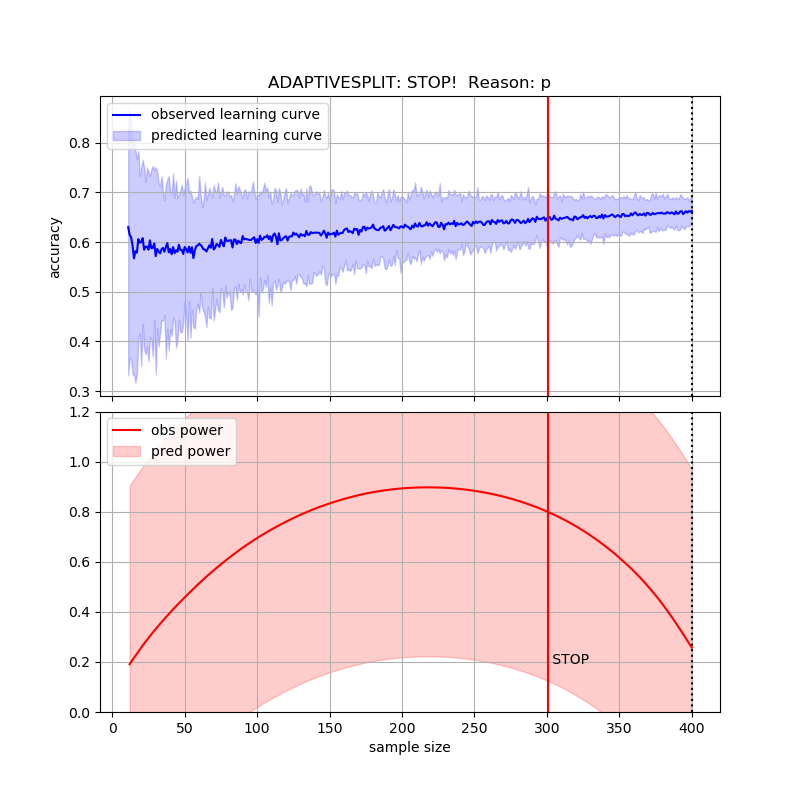 ADAPTIVESPLIT: STOP!  Reason: p
observed learning curve
predicted learning curve
accuracy
0.8
0.7
0.6
0.5
0.4
0.3
obs power
pred power
1.2
1.0
0.8
0.6
0.4
0.2
0.0
STOP
0 50 100 150 200 250 300 350 400
sample size